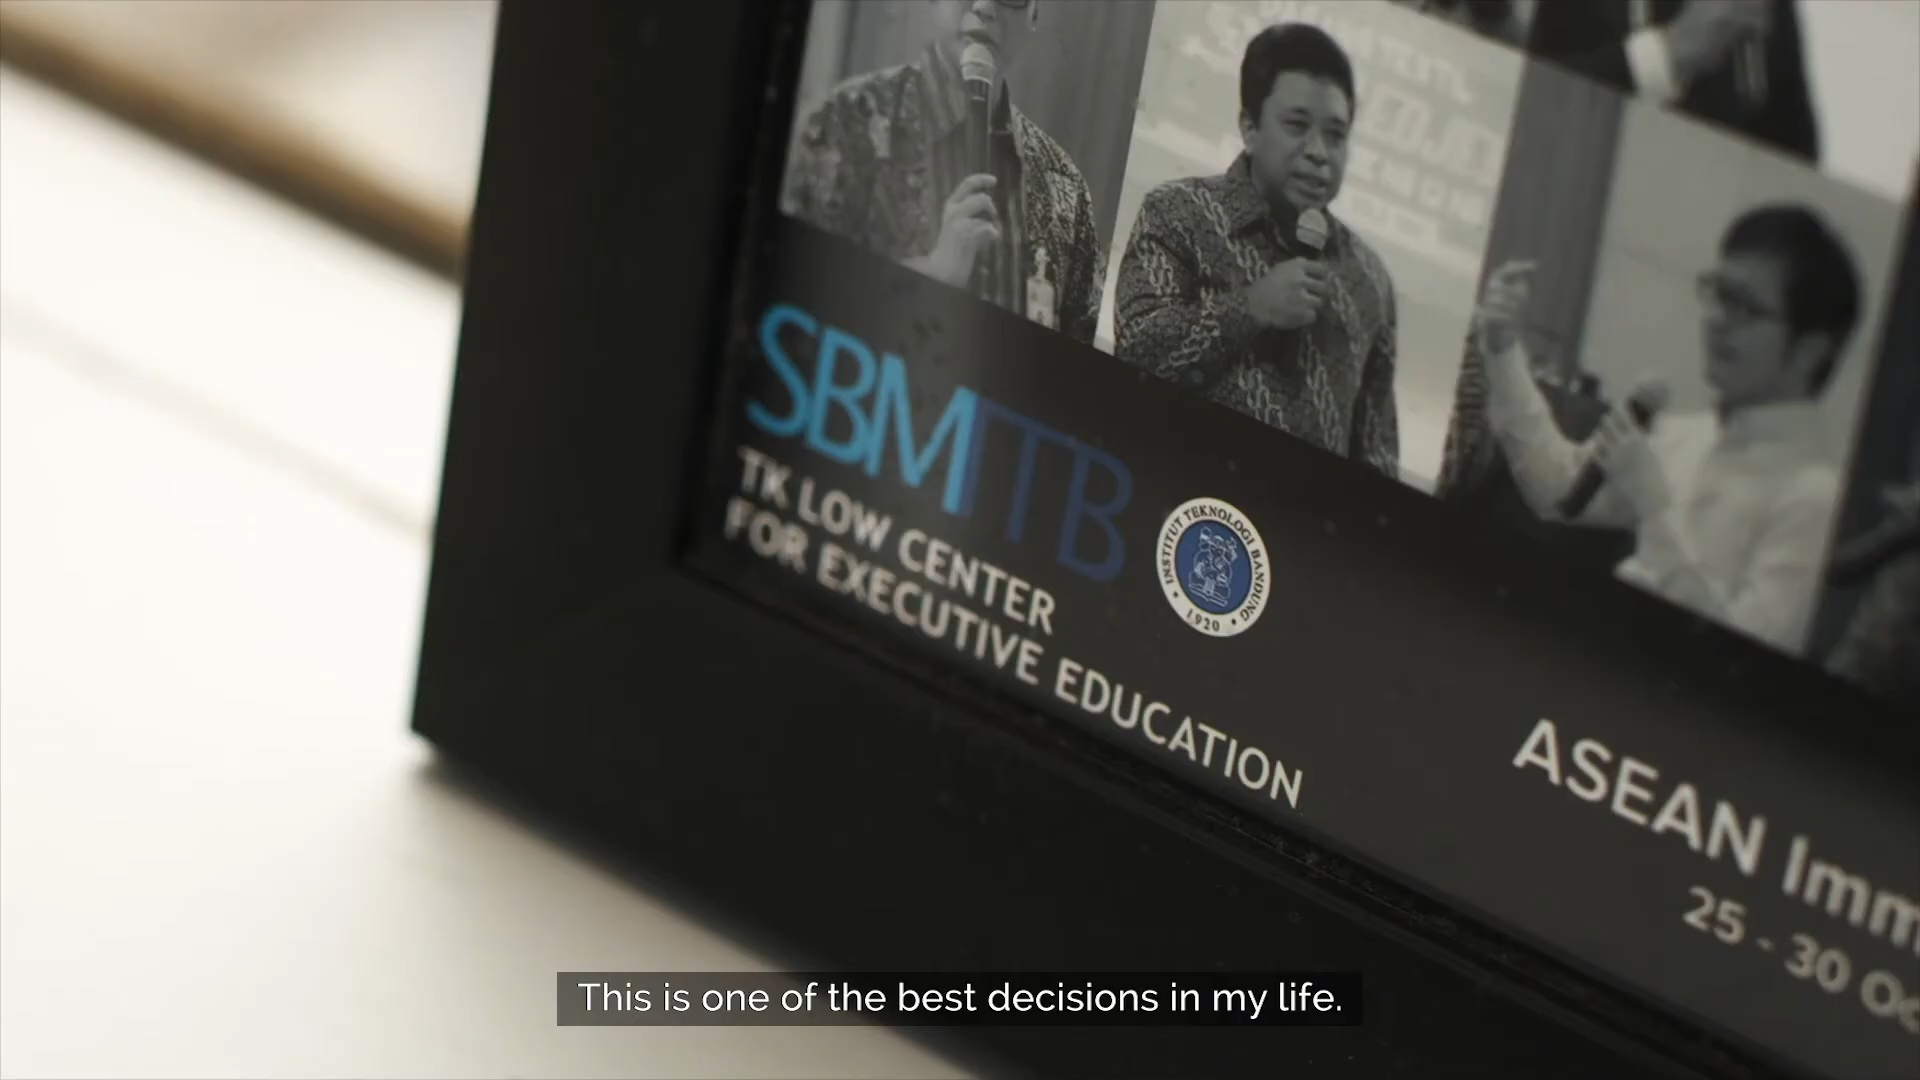 SBMITB
TK LOW CENTER
FOR EXECUTIVE EDUCATION
INSTITUT TEKNOLOGI BANDUNG
1920
ASEAN Imm
25 - 30 Oc
This is one of the best decisions in my life.